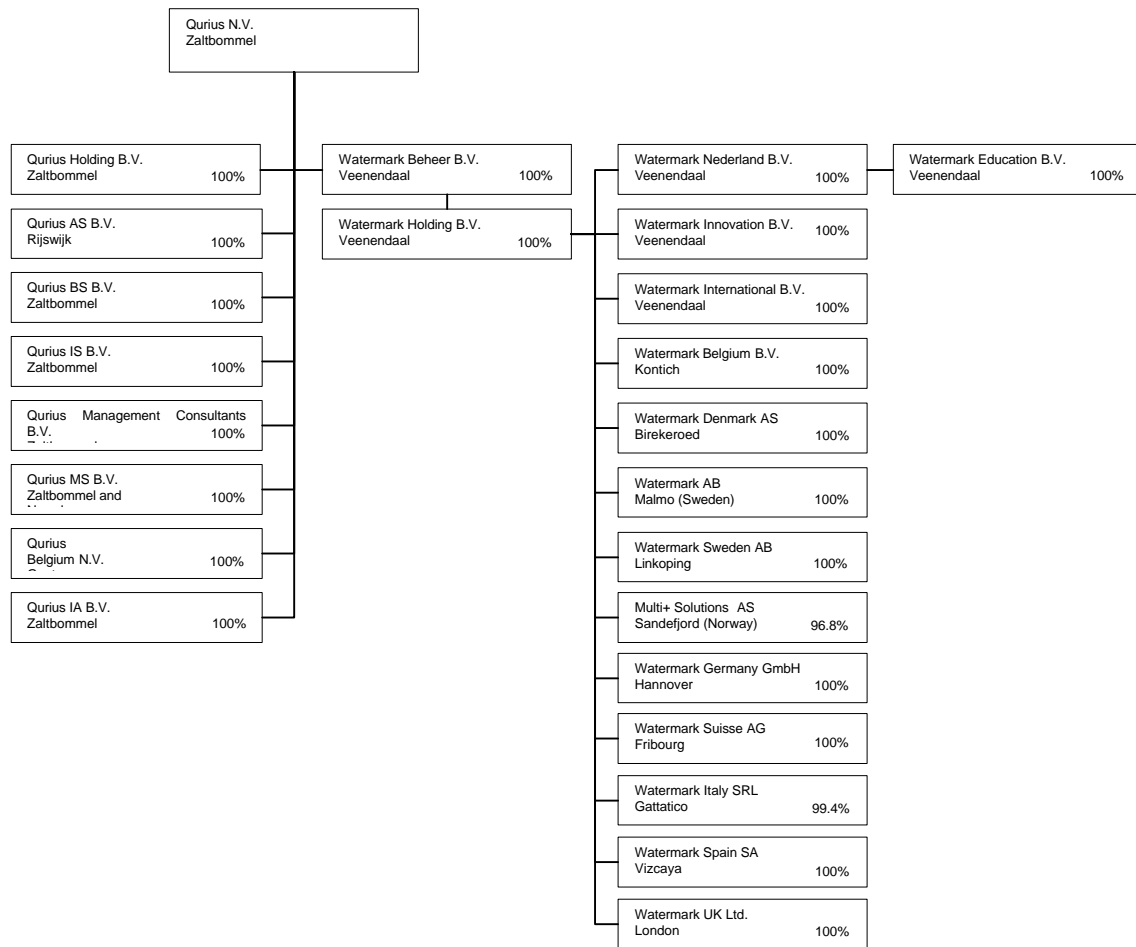 Qurius N.V.
Zaltbommel
Qurius Holding B.V.
Zaltbommel 100%
Qurius AS B.V.
Rijswijk 100%
Qurius BS B.V.
Zaltbommel 100%
Qurius IS B.V.
Zaltbommel 100%
Qurius Management Consultants
B.V. 100%
Qurius MS B.V.
Zaltbommel and 100%
Qurius
Belgium N.V. 100%
Qurius IA B.V.
Zaltbommel 100%
Watermark Beheer B.V.
Veenendaal 100%
Watermark Holding B.V.
Veenendaal 100%
Watermark Nederland B.V.
Veenendaal 100%
Watermark Innovation B.V.
Veenendaal 100%
Watermark International B.V.
Veenendaal 100%
Watermark Belgium B.V.
Kontich 100%
Watermark Denmark AS
Birekeroed 100%
Watermark AB
Malmo (Sweden) 100%
Watermark Sweden AB
Linkoping 100%
Multi+ Solutions AS
Sandefjord (Norway) 96.8%
Watermark Germany GmbH
Hannover 100%
Watermark Suisse AG
Fribourg 100%
Watermark Italy SRL
Gattatico 99.4%
Watermark Spain SA
Vizcaya 100%
Watermark UK Ltd.
London 100%
Watermark Education B.V.
Veenendaal 100%